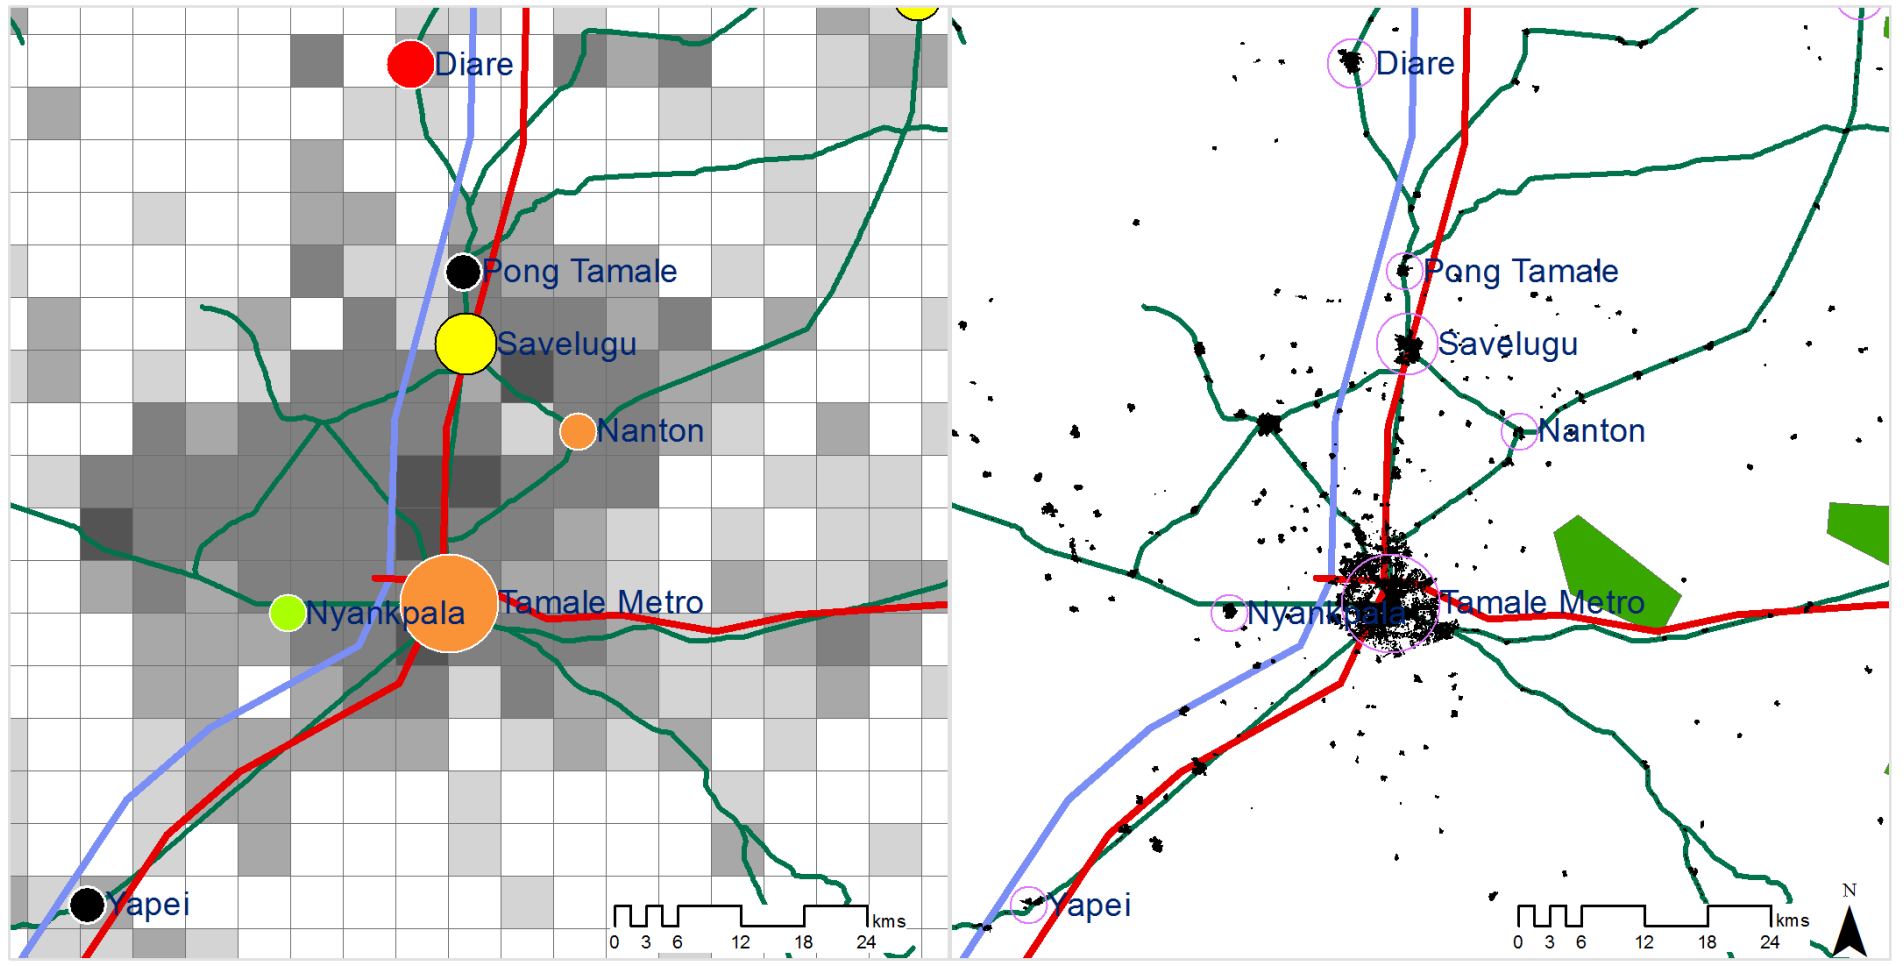 Diare
Pong Tamale
Savelugu
Nanton
Tamale Metro
Nyankpala
Yapei
kms
0 3 6 12 18 24
Diare
Pong Tamale
Savelugu
Nanton
Tamale Metro
Nyankpala
Yapei
N
kms
0 3 6 12 18 24